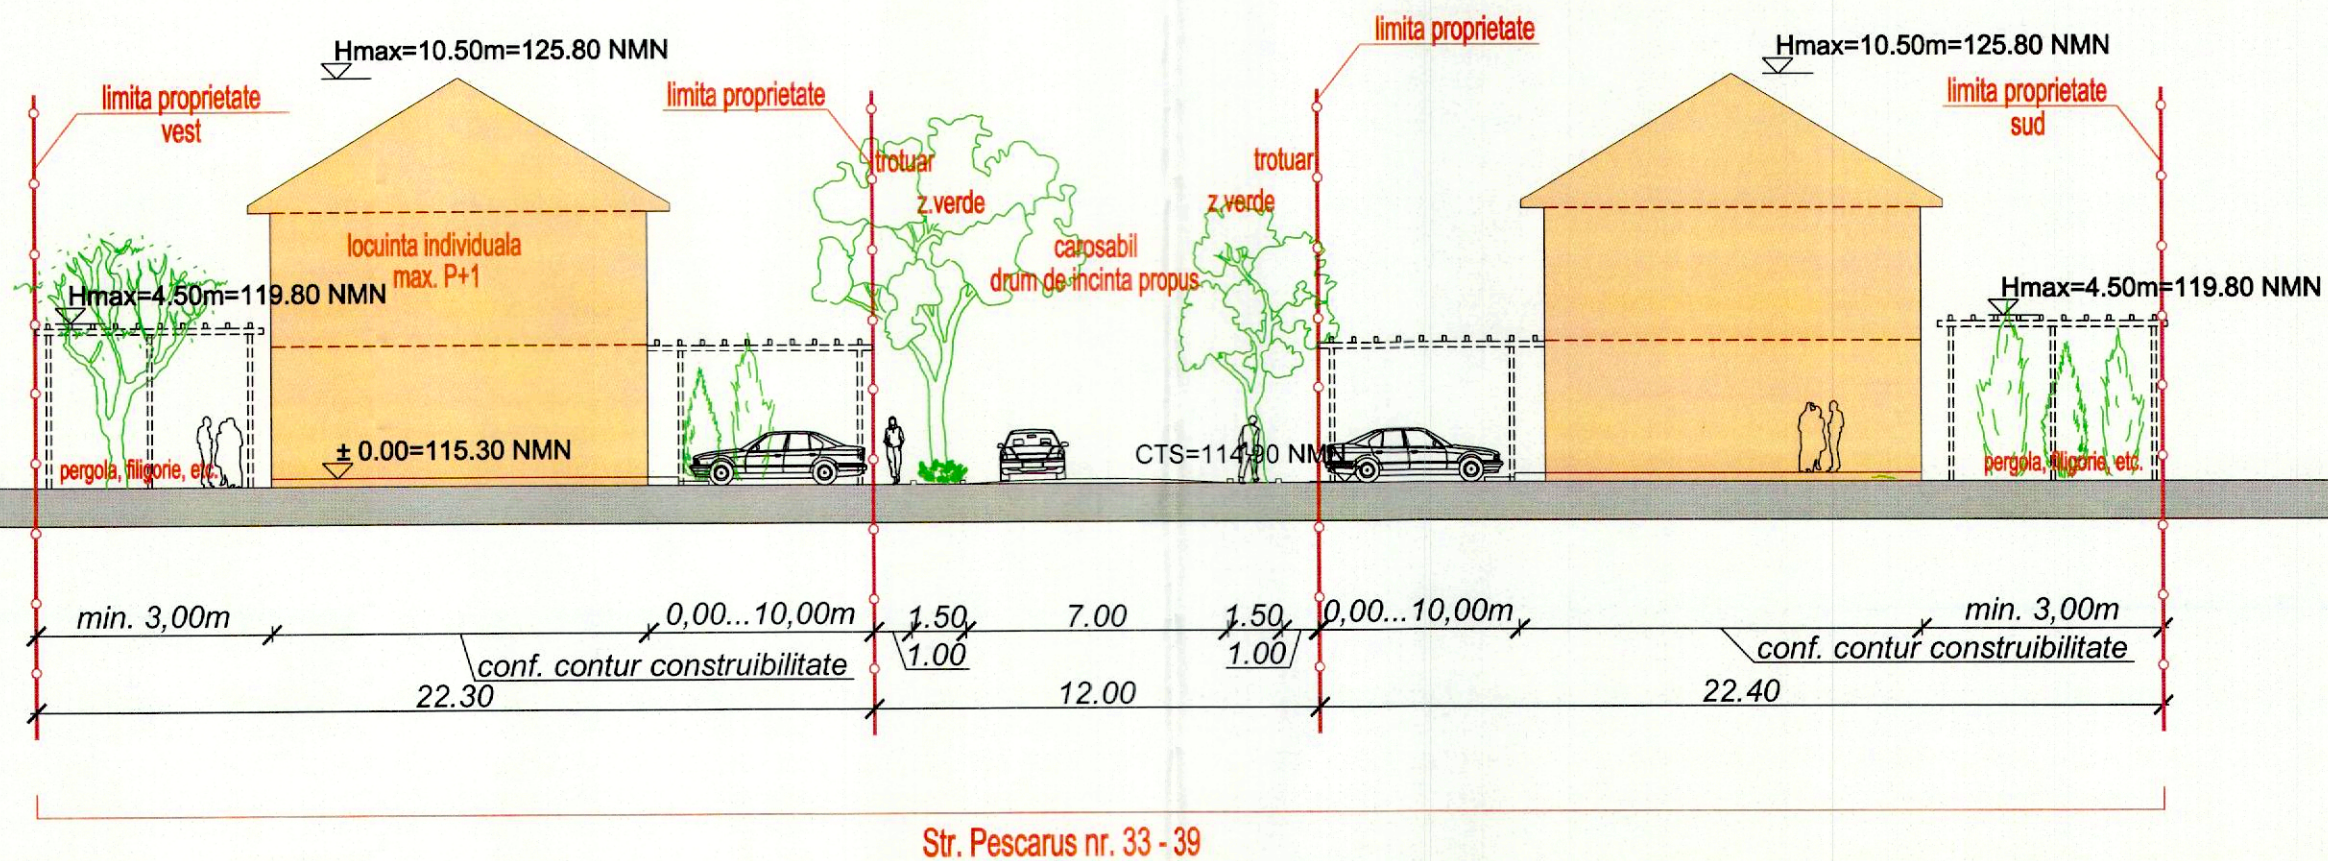 limita proprietate
Hmax=10.50m=125.80 NMN
Hmax=10.50m=125.80 NMN
limita proprietate
vest
limita proprietate
limita proprietate
sud
trotuar
trotuar
z.verde
z.verde
locuinta individuala
max. P+1
carosabil
drum de incinta propus
Hmax=4.50m=119.80 NMN
Hmax=4.50m=119.80 NMN
± 0.00=115.30 NMN
CTS=114.90 NMN
pergola, filigorie, etc.
pergola, filigorie, etc.
min. 3,00m
0,00...10,00m
1.50
7.00
1.50
0,00...10,00m
min. 3,00m
1.00
1.00
conf. contur construibilitate
conf. contur construibilitate
22.30
12.00
22.40
Str. Pescarus nr. 33 - 39